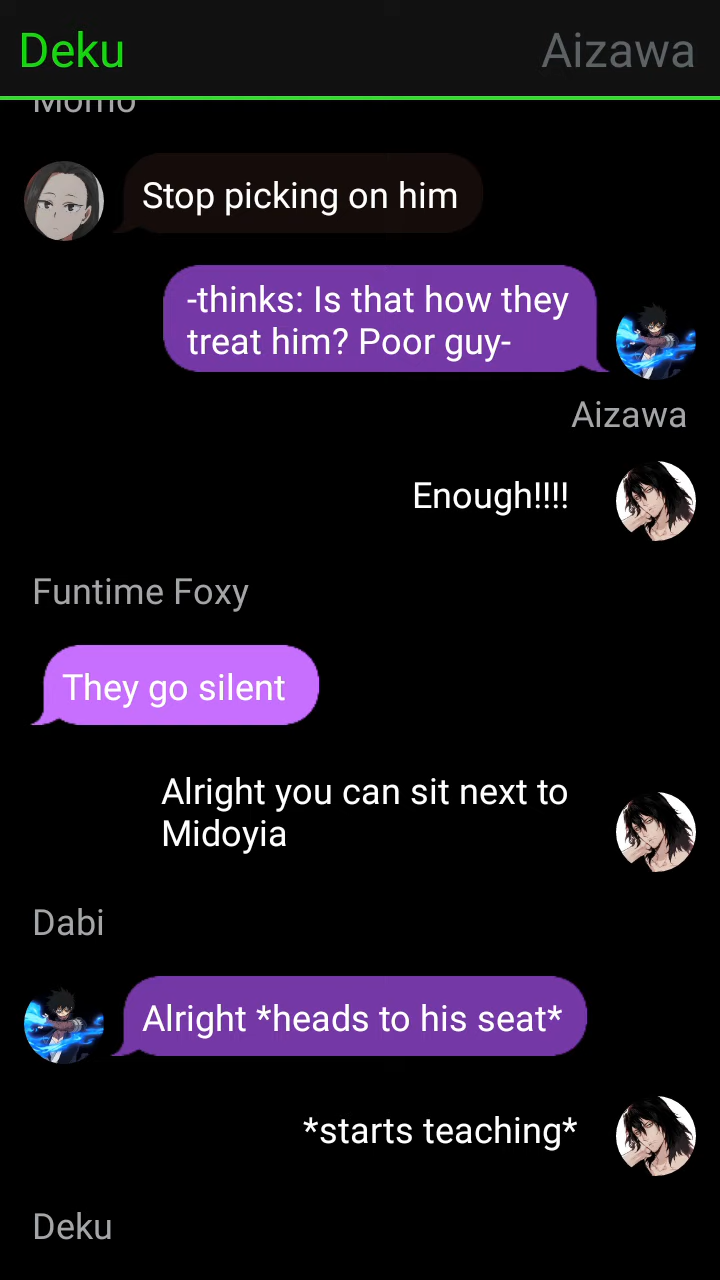 Deku
Aizawa
Momo
Stop picking on him
-thinks: Is that how they
treat him? Poor guy-
Aizawa
Enough!!!!
Funtime Foxy
They go silent
Alright you can sit next to
Midoyia
Dabi
Alright *heads to his seat*
*starts teaching*
Deku